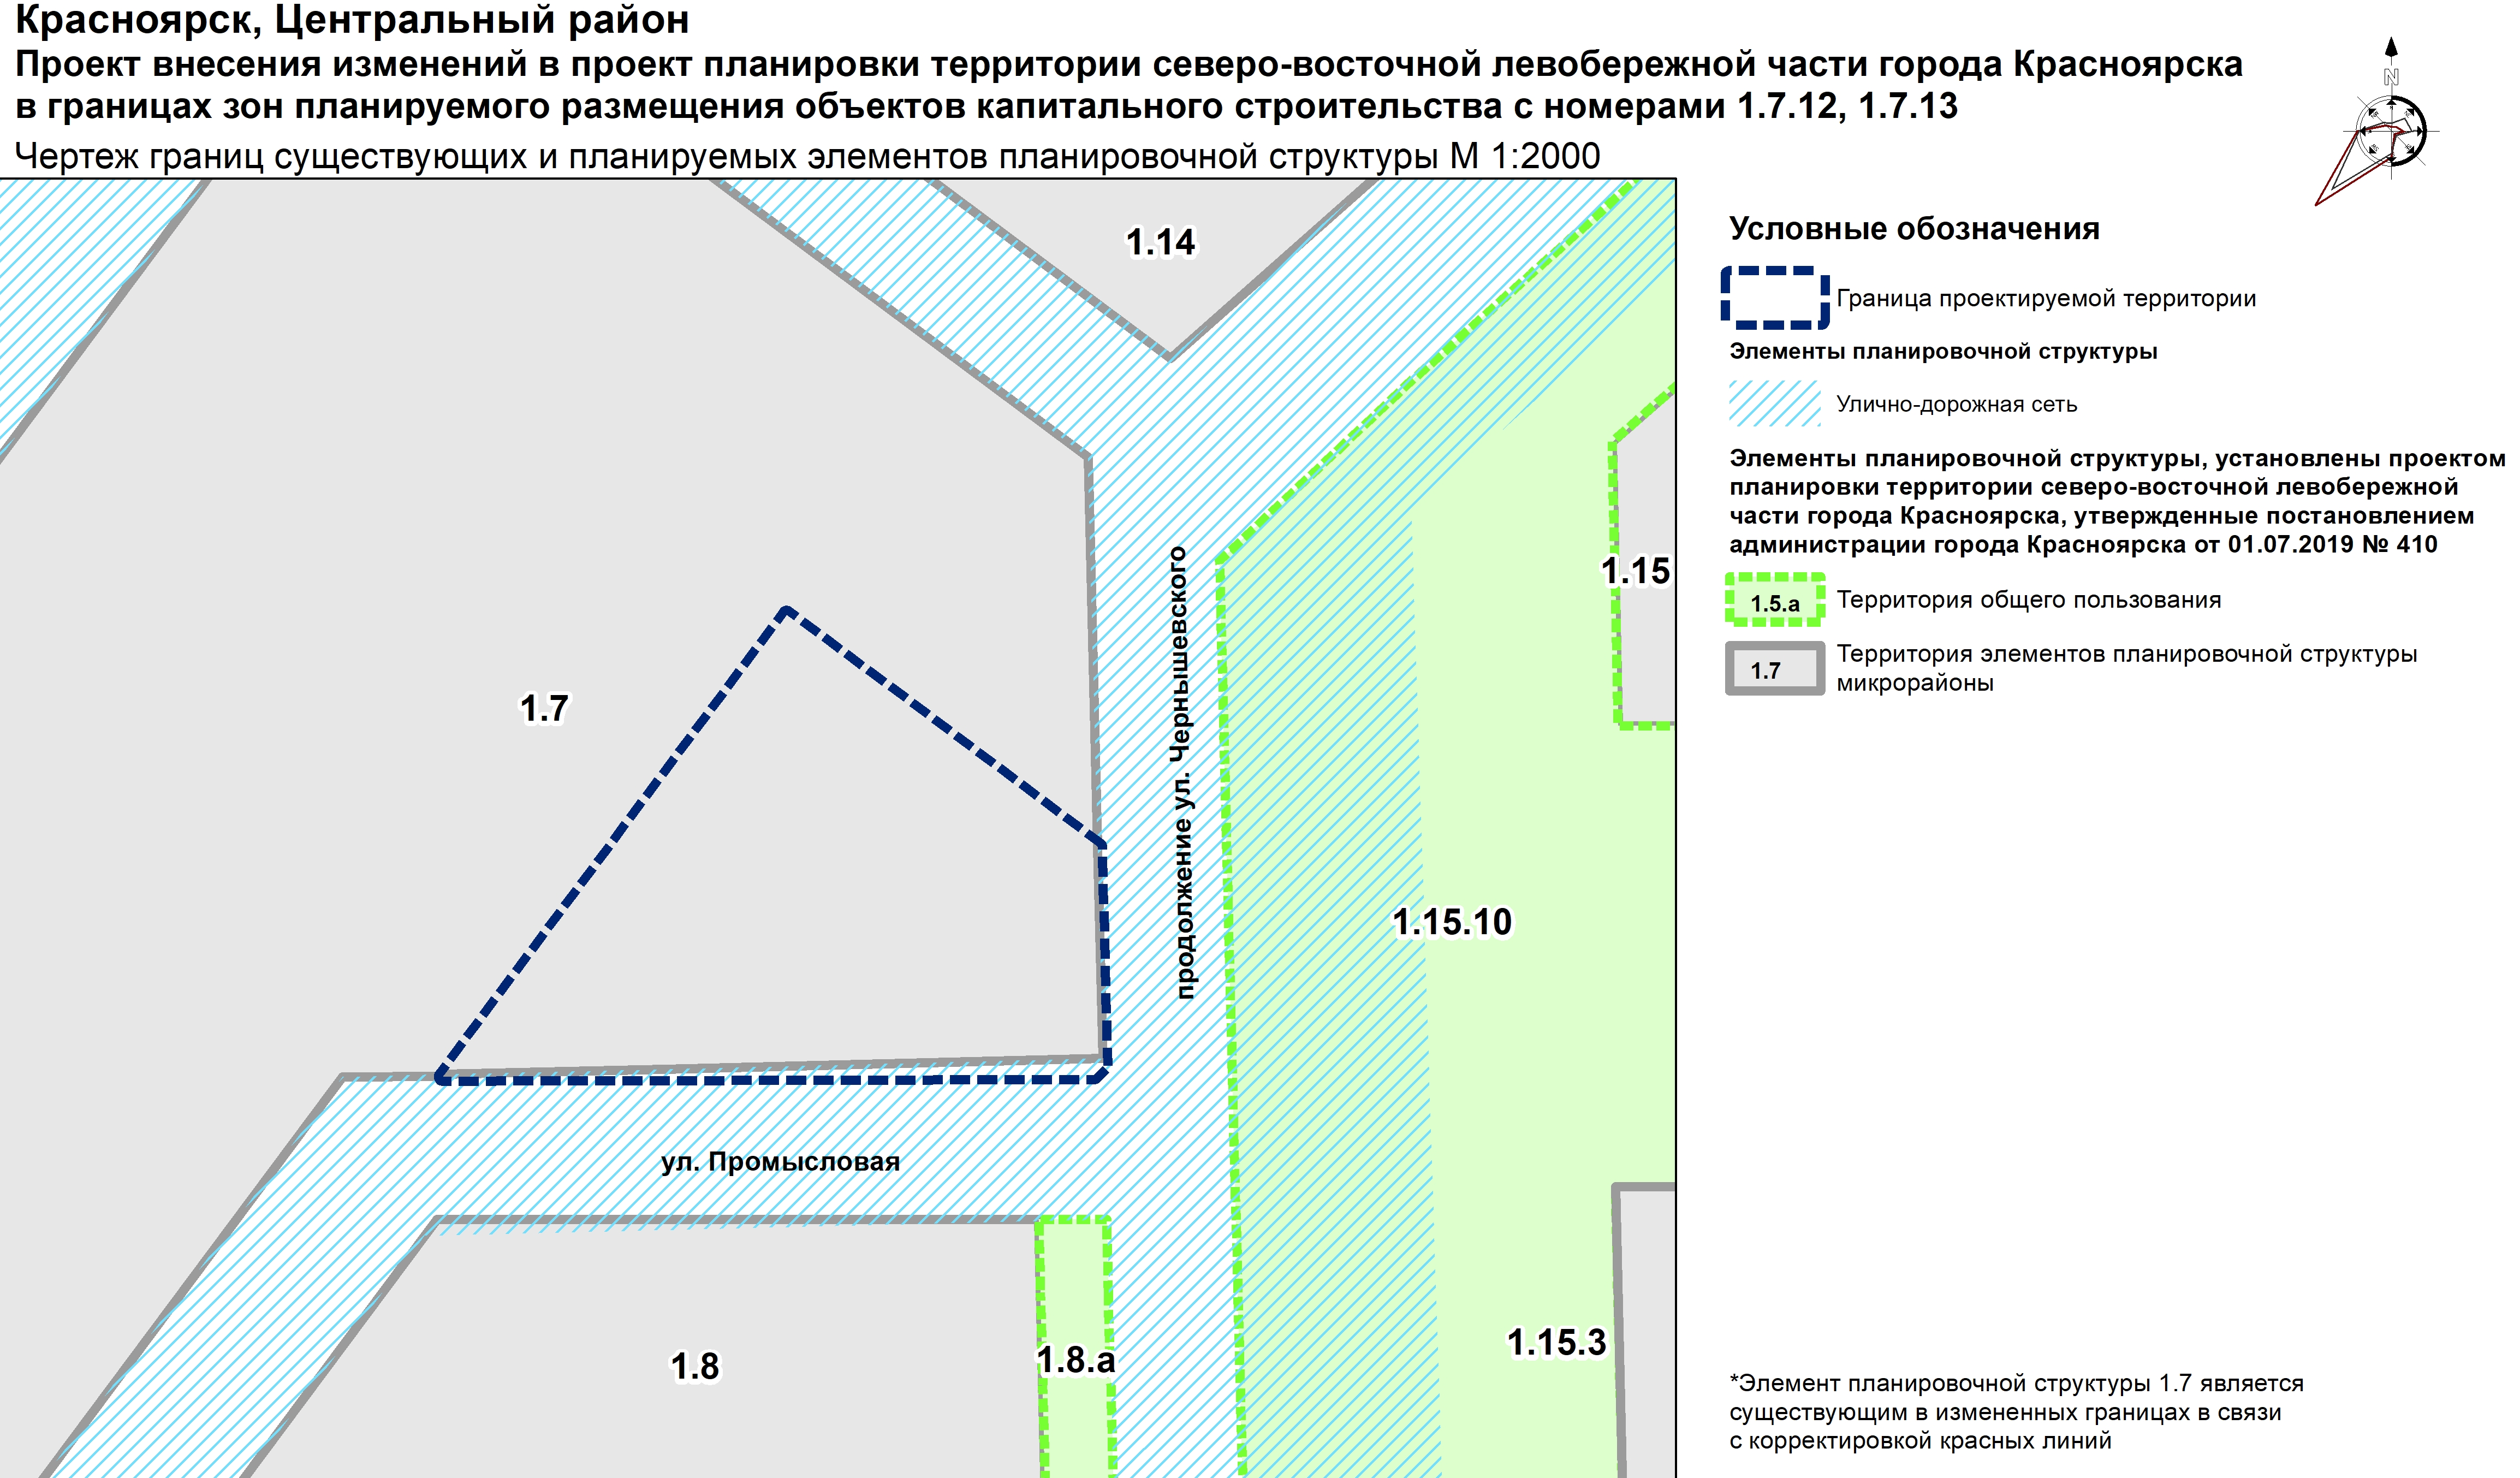 Красноярск, Центральный район
Проект внесения изменений в проект планировки территории северо-восточной левобережной части города Красноярска
в границах зон планируемого размещения объектов капитального строительства с номерами 1.7.12, 1.7.13
Чертеж границ существующих и планируемых элементов планировочной структуры М 1:2000
N
Условные обозначения
Граница проектируемой территории
Элементы планировочной структуры
Улично-дорожная сеть
Элементы планировочной структуры, установлены проектом
планировки территории северо-восточной левобережной
части города Красноярска, утвержденные постановлением
администрации города Красноярска от 01.07.2019 № 410
1.5.а
Территория общего пользования
1.7
Территория элементов планировочной структуры
микрорайоны
1.14
1.15
1.7
продолжение ул. Чернышевского
1.15.10
ул. Промысловая
1.15.3
1.8
1.8.а
*Элемент планировочной структуры 1.7 является
существующим в измененных границах в связи
с корректировкой красных линий